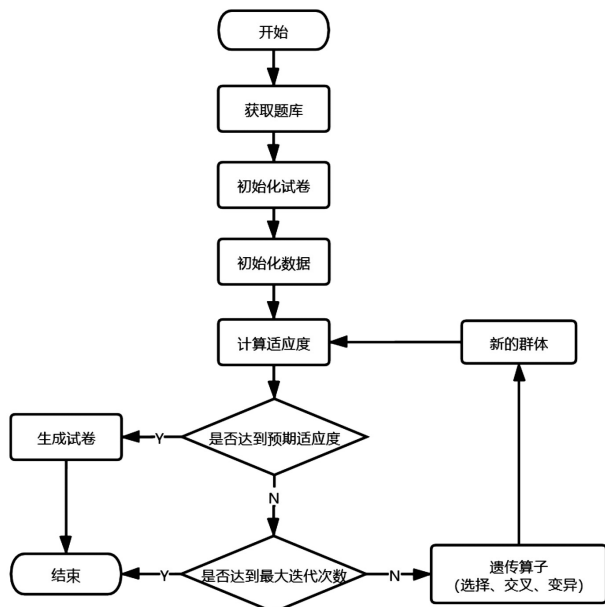 开始
获取题库
初始化试卷
初始化数据
计算适应度
新的群体
生成试卷
Y
是否达到预期适应度
N
结束
Y
是否达到最大迭代次数
N
遗传算子
(选择、交叉、变异)